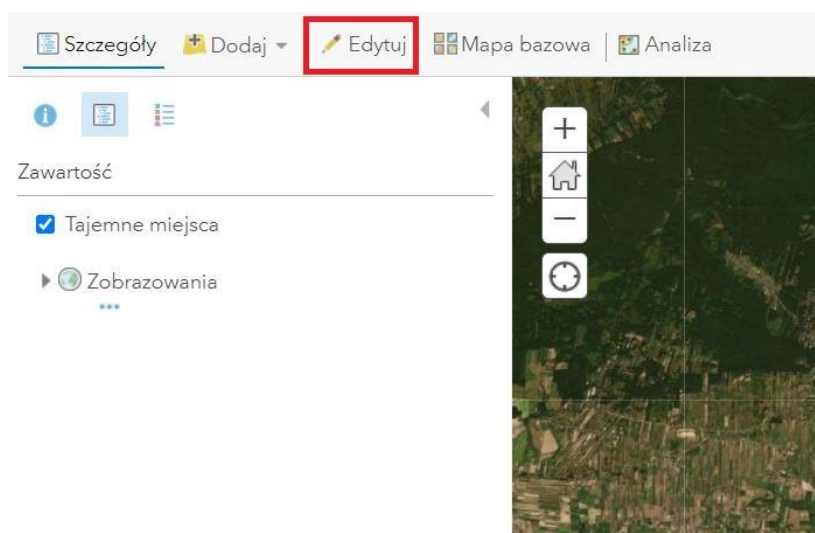 Szczegóły Dodaj Edytuj Mapa bazowa Analiza
Zawartość
Tajemne miejsca
Zobrazowania